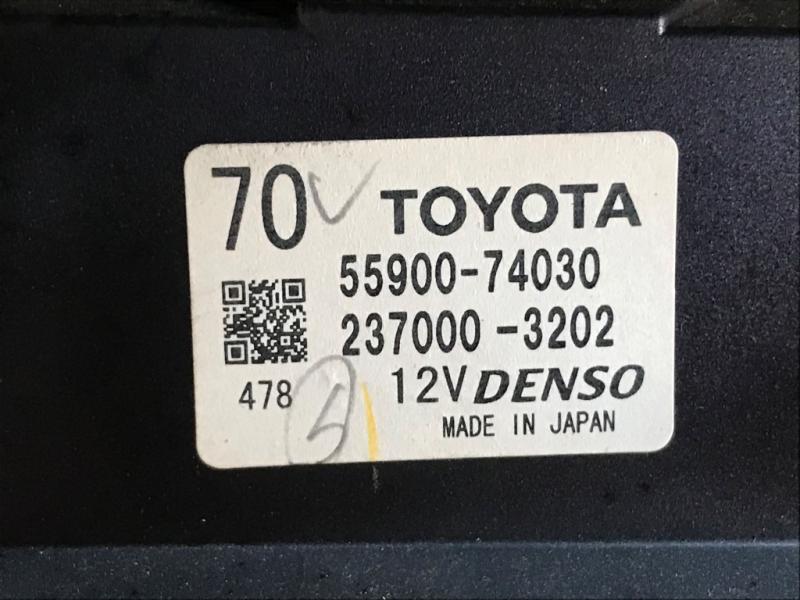 70 TOYOTA
55900-74030
237000-3202
478 12V DENSO
MADE IN JAPAN